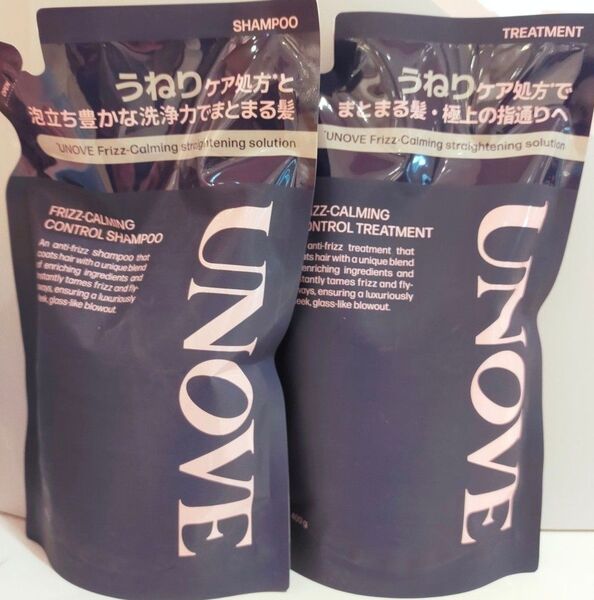 SHAMPOO
うねりケア処方*と
泡立ち豊かな洗浄力でまとまる髪
*UNOVE Frizz-Calming straightening solution
FRIZZ-CALMING
CONTROL SHAMPOO
An anti-frizz shampoo that
coats hair with a unique blend
of enriching ingredients and
instantly tames frizz and fly-
ways, ensuring a luxuriously
sleek, glass-like blowout.
UNOVE
TREATMENT
うねりケア処方*で
まとまる髪・極上の指通りへ
*UNOVE Frizz-Calming straightening solution
ZZ-CALMING
ONTROL TREATMENT
anti-frizz treatment that
oats hair with a unique blend
enriching ingredients and
stantly tames frizz and fly-
ways, ensuring a luxuriously
eek, glass-like blowout.
UNOVE
400 g